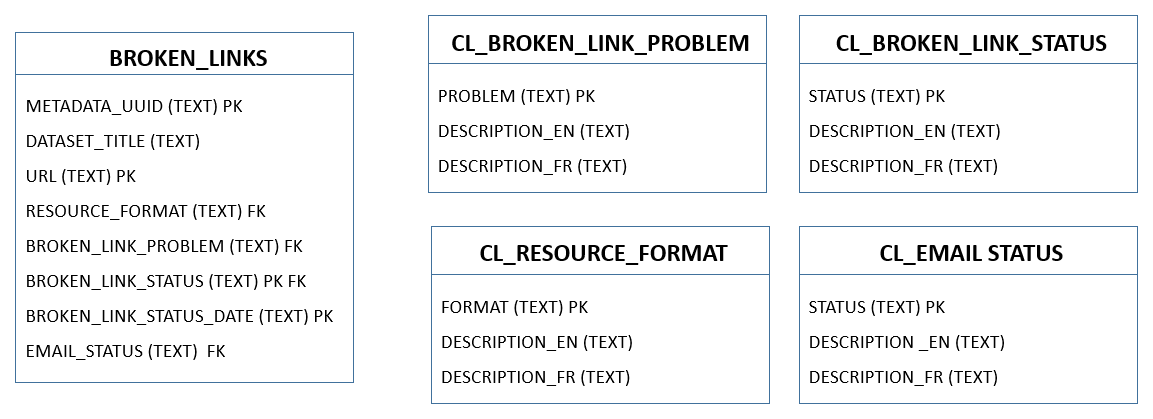 BROKEN_LINKS
METADATA_UUID (TEXT) PK
DATASET_TITLE (TEXT)
URL (TEXT) PK
RESOURCE_FORMAT (TEXT) FK
BROKEN_LINK_PROBLEM (TEXT) FK
BROKEN_LINK_STATUS (TEXT) PK FK
BROKEN_LINK_STATUS_DATE (TEXT) PK
EMAIL_STATUS (TEXT)  FK
CL_BROKEN_LINK_PROBLEM
PROBLEM (TEXT) PK
DESCRIPTION_EN (TEXT)
DESCRIPTION_FR (TEXT)
CL_BROKEN_LINK_STATUS
STATUS (TEXT) PK
DESCRIPTION_EN (TEXT)
DESCRIPTION_FR (TEXT)
CL_RESOURCE_FORMAT
FORMAT (TEXT) PK
DESCRIPTION_EN (TEXT)
DESCRIPTION_FR (TEXT)
CL_EMAIL STATUS
STATUS (TEXT) PK
DESCRIPTION _EN (TEXT)
DESCRIPTION_FR (TEXT)